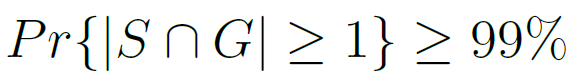 Pr{|S ∩ G| ≥ 1} ≥ 99%